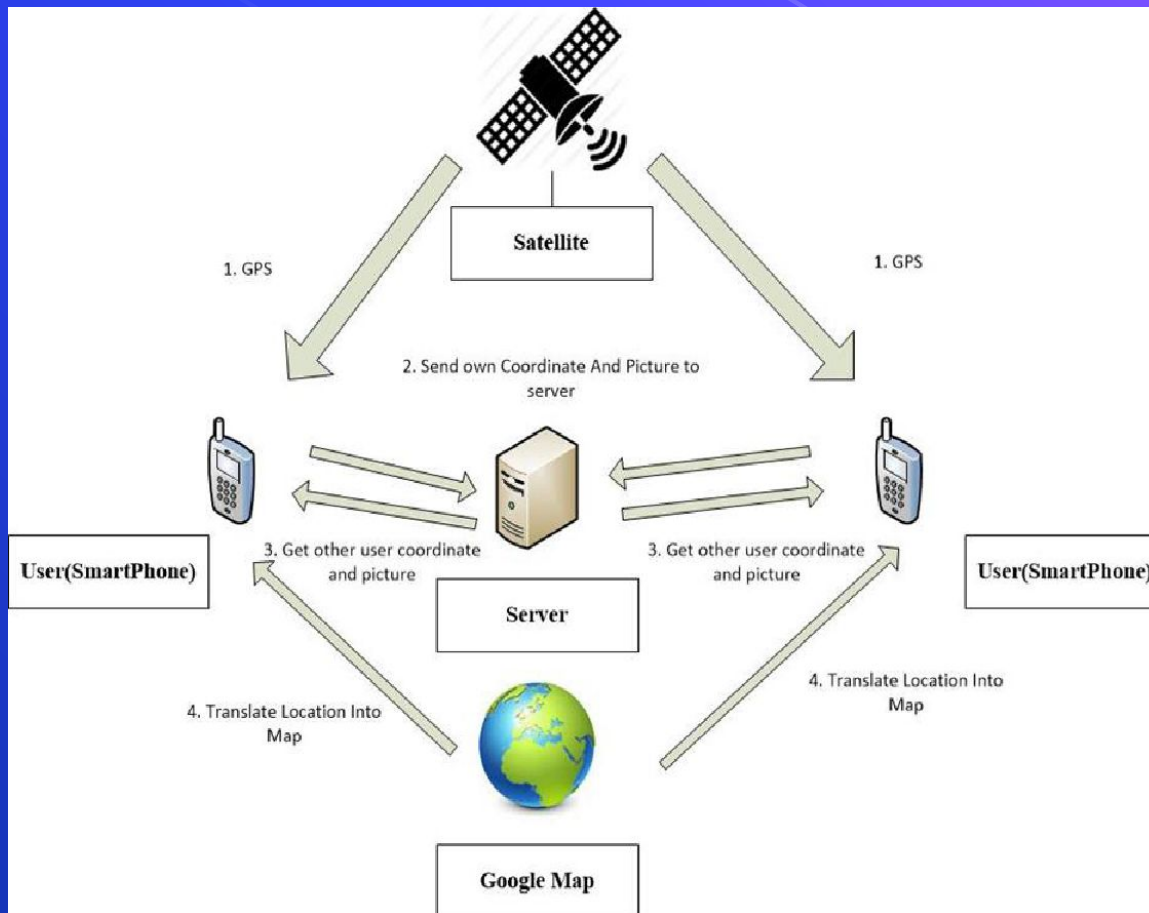 Satellite
1. GPS
1. GPS
2. Send own Coordinate And Picture to
server
3. Get other user coordinate
and picture
3. Get other user coordinate
and picture
User(SmartPhone)
User(SmartPhone)
Server
4. Translate Location Into
Map
4. Translate Location Into
Map
Google Map